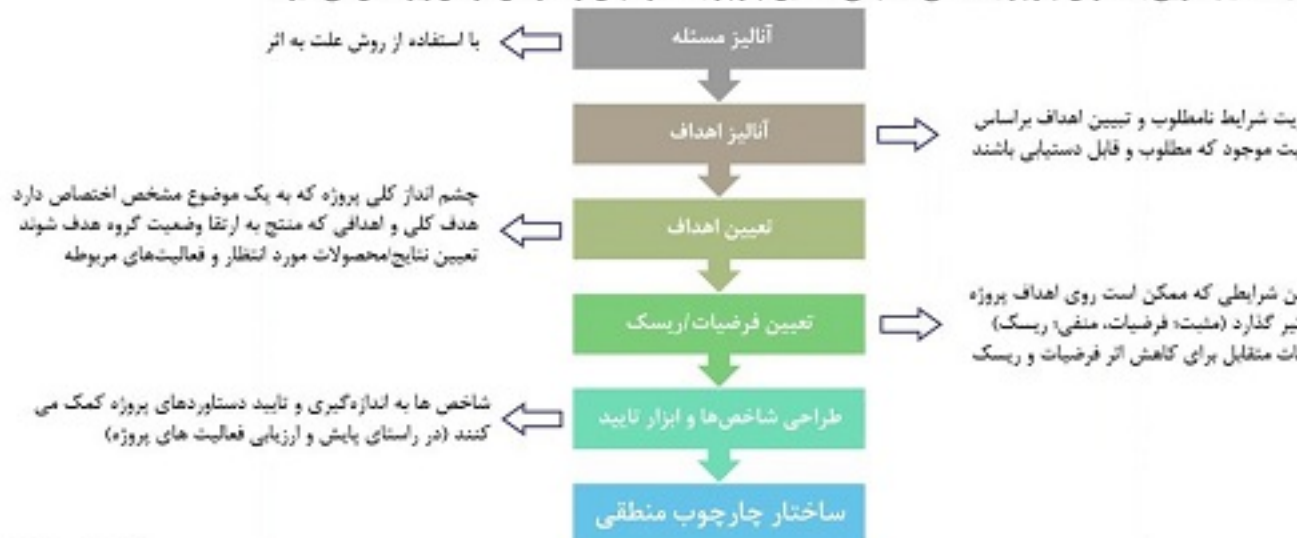 آنالیز مسئله
با استفاده از روش علت به اثر
آنالیز اهداف
شرایط نامطلوب و تبیین اهداف براساس
موجود که مطلوب و قابل دستیابی باشند
تعیین اهداف
چشم انداز کلی پروژه که به یک موضوع مشخص اختصاص دارد
هدف کلی و اهدافی که منتج به ارتقا وضعیت گروه هدف شوند
تعیین نتایج/محصولات مورد انتظار و فعالیت‌های مربوطه
تعیین فرضیات/ریسک
شرایطی که ممکن است روی اهداف پروژه
گذارد (مثبت؛ فرضیات، منفی؛ ریسک)
متقابل برای کاهش اثر فرضیات و ریسک
طراحی شاخص‌ها و ابزار تایید
شاخص ها به اندازه‌گیری و تایید دستاوردهای پروژه کمک می
کنند (در راستای پایش و ارزیابی فعالیت های پروژه)
ساختار چارچوب منطقی